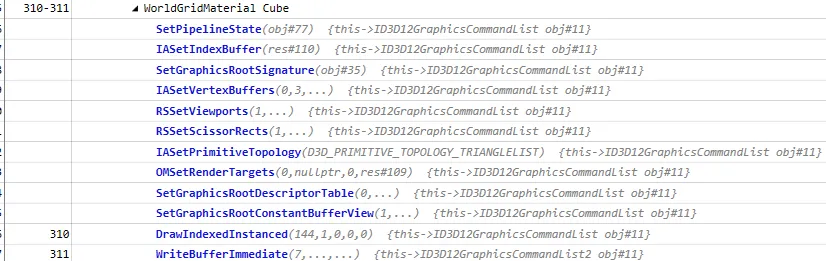 310-311 WorldGridMaterial Cube
SetPipelineState(obj#77) {this->ID3D12GraphicsCommandList obj#11}
IASetIndexBuffer(res#110) {this->ID3D12GraphicsCommandList obj#11}
SetGraphicsRootSignature(obj#35) {this->ID3D12GraphicsCommandList obj#11}
IASetVertexBuffers(0,3,...) {this->ID3D12GraphicsCommandList obj#11}
RSSetViewports(1,...) {this->ID3D12GraphicsCommandList obj#11}
RSSetScissorRects(1,...) {this->ID3D12GraphicsCommandList obj#11}
IASetPrimitiveTopology(D3D_PRIMITIVE_TOPOLOGY_TRIANGLELIST) {this->ID3D12GraphicsCommandList obj#11}
OMSetRenderTargets(0,nullptr,0,res#109) {this->ID3D12GraphicsCommandList obj#11}
SetGraphicsRootDescriptorTable(0,...) {this->ID3D12GraphicsCommandList obj#11}
SetGraphicsRootConstantBufferView(1,...) {this->ID3D12GraphicsCommandList obj#11}
310 DrawIndexedInstanced(144,1,0,0,0) {this->ID3D12GraphicsCommandList obj#11}
311 WriteBufferImmediate(7,...,...) {this->ID3D12GraphicsCommandList2 obj#11}